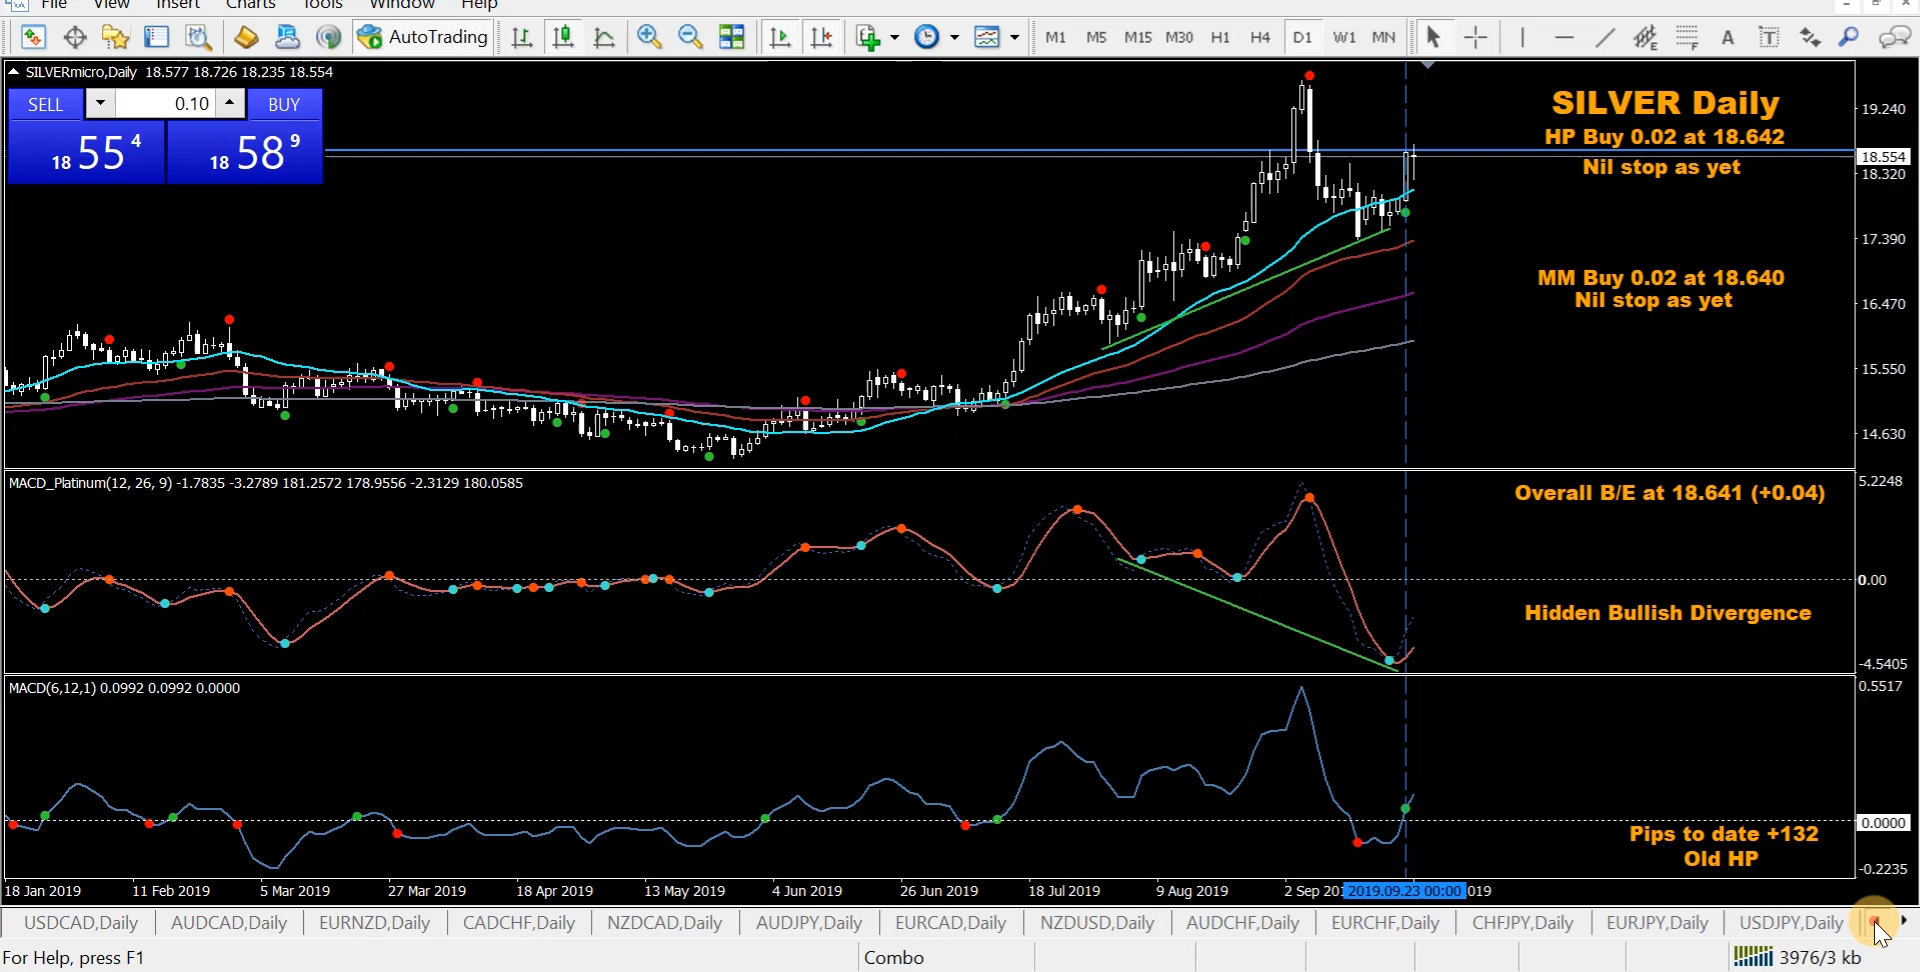 File View Insert Charts Tools Window Help
AutoTrading M1 M5 M15 M30 H1 H4 D1 W1 MN A T
SILVERmicro,Daily 18.577 18.726 18.235 18.554
SELL 0.10 BUY
18 55 4 18 58 9
SILVER Daily
HP Buy 0.02 at 18.642
Nil stop as yet
MM Buy 0.02 at 18.640
Nil stop as yet
19.240
18.554
18.320
17.390
16.470
15.550
14.630
MACD_Platinum(12, 26, 9) -1.7835 -3.2789 181.2572 178.9556 -2.3129 180.0585
Overall B/E at 18.641 (+0.04)
Hidden Bullish Divergence
5.2248
0.00
-4.5405
MACD(6,12,1) 0.0992 0.0992 0.0000
Pips to date +132
Old HP
0.5517
0.0000
-0.2235
18 Jan 2019 11 Feb 2019 5 Mar 2019 27 Mar 2019 18 Apr 2019 13 May 2019 4 Jun 2019 26 Jun 2019 18 Jul 2019 9 Aug 2019 2 Sep 201 2019.09.23 00:00 019
USDCAD,Daily AUDCAD,Daily EURNZD,Daily CADCHF,Daily NZDCAD,Daily AUDJPY,Daily EURCAD,Daily NZDUSD,Daily AUDCHF,Daily EURCHF,Daily CHFJPY,Daily EURJPY,Daily USDJPY,Daily
For Help, press F1 Combo 3976/3 kb